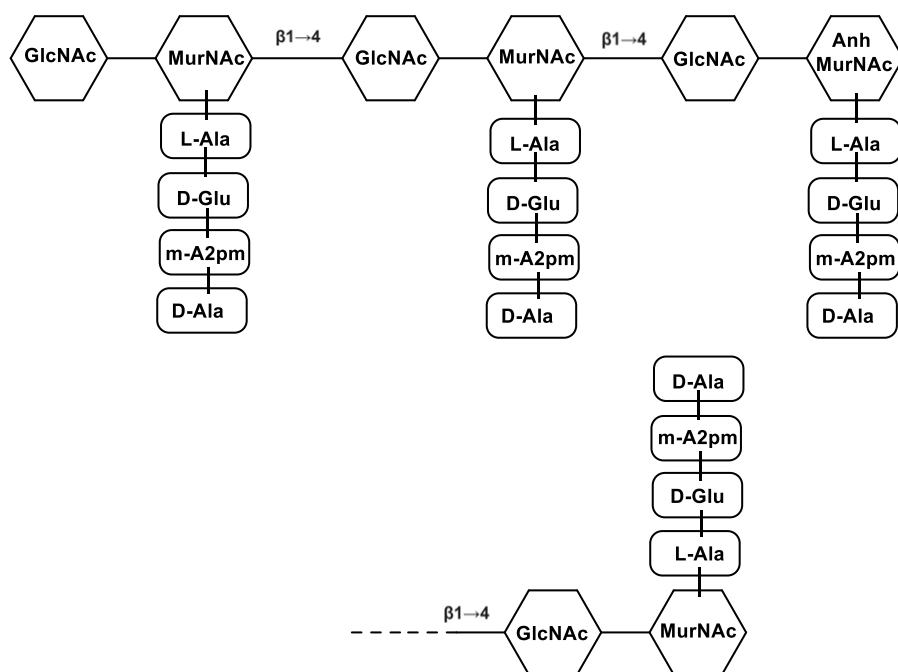 β1→4 β1→4
GlcNAc MurNAc GlcNAc MurNAc GlcNAc Anh
MurNAc
L-Ala L-Ala L-Ala
D-Glu D-Glu D-Glu
m-A2pm m-A2pm m-A2pm
D-Ala D-Ala D-Ala
D-Ala
m-A2pm
D-Glu
L-Ala
β1→4
GlcNAc MurNAc